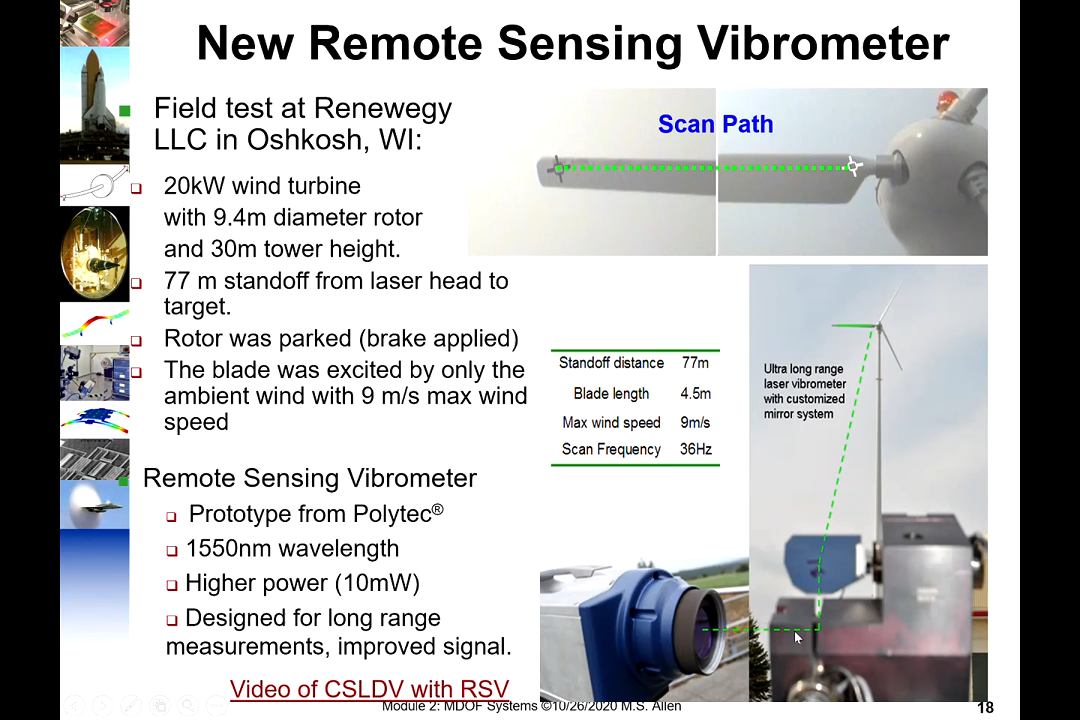 New Remote Sensing Vibrometer
Field test at Renewegy
LLC in Oshkosh, WI:
20kW wind turbine
with 9.4m diameter rotor
and 30m tower height.
77 m standoff from laser head to
target.
Rotor was parked (brake applied)
The blade was excited by only the
ambient wind with 9 m/s max wind
speed
Remote Sensing Vibrometer
Prototype from Polytec®
1550nm wavelength
Higher power (10mW)
Designed for long range
measurements, improved signal.
Video of CSLDV with RSV
Scan Path
Standoff distance 77m
Blade length 4.5m
Max wind speed 9m/s
Scan Frequency 36Hz
Ultra long range
laser vibrometer
with customized
mirror system
Module 2: MDOF Systems ©10/26/2020 M.S. Allen
18